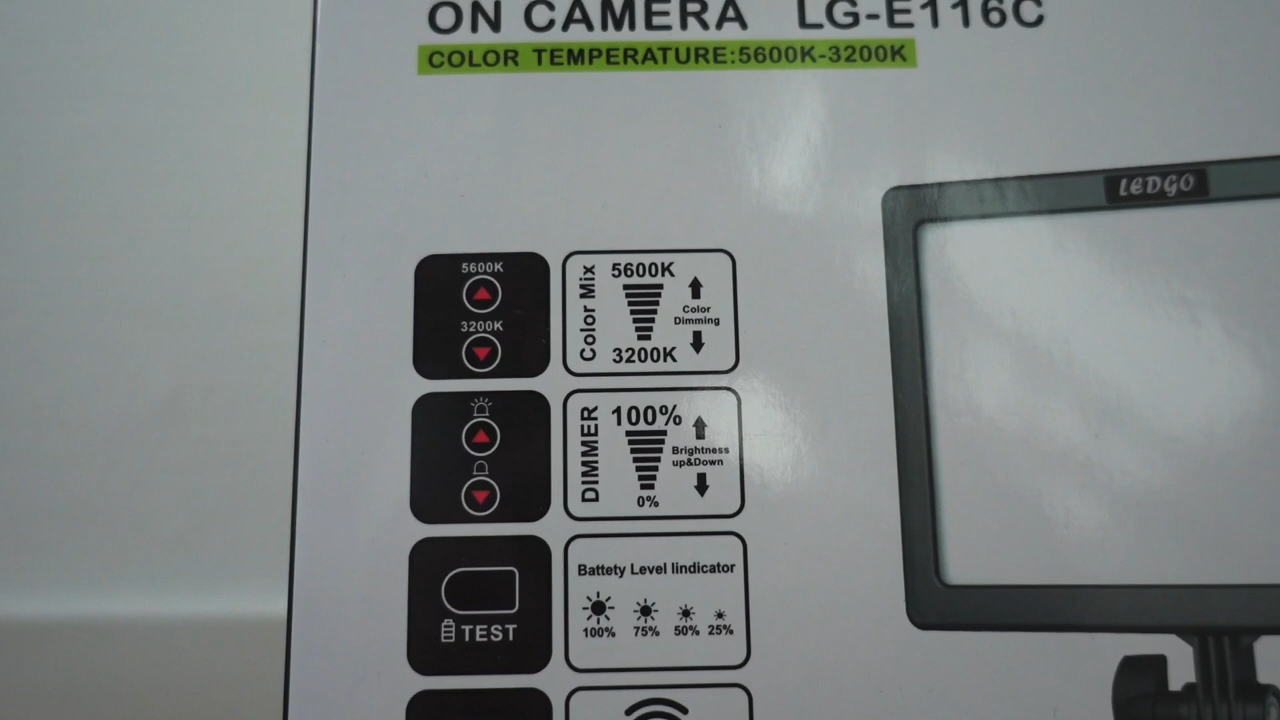 ON CAMERA LG-E116C
COLOR TEMPERATURE:5600K-3200K
LEDGO
5600K
3200K
Color Mix
5600K
Color
Dimming
3200K
DIMMER
100%
Brightness
up&Down
0%
TEST
Battety Level Iindicator
100% 75% 50% 25%